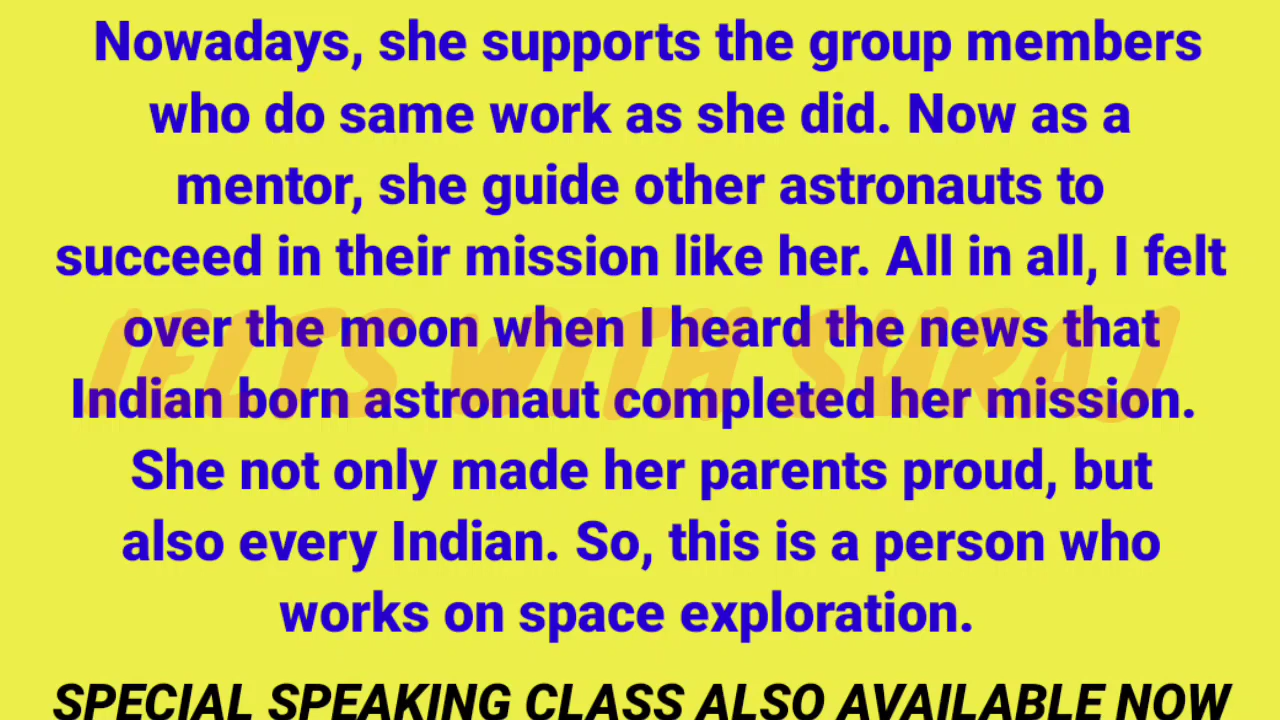 Nowadays, she supports the group members
who do same work as she did. Now as a
mentor, she guide other astronauts to
succeed in their mission like her. All in all, I felt
over the moon when I heard the news that
IELTS WITH SURAJ
Indian born astronaut completed her mission.
She not only made her parents proud, but
also every Indian. So, this is a person who
works on space exploration.
SPECIAL SPEAKING CLASS ALSO AVAILABLE NOW